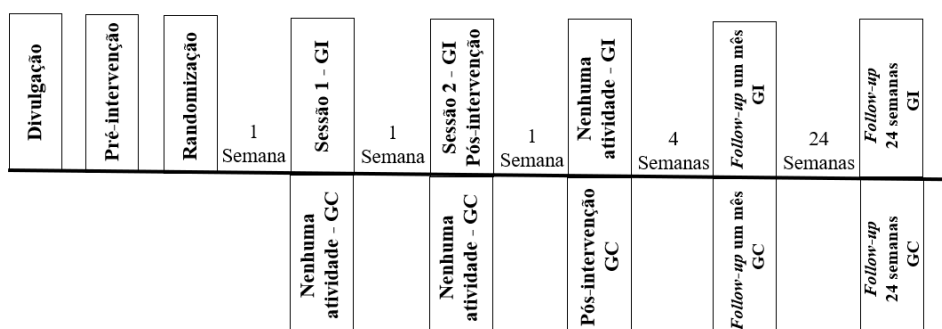 Divulgação
Pré-intervenção
Randomização
1
Semana
Sessão 1 - GI
1
Semana
Sessão 2 - GI
Pós-intervenção
1
Semana
Nenhuma
atividade - GI
4
Semanas
Follow-up um mês
GI
24
Semanas
Follow-up
24 semanas
GI
Nenhuma
atividade - GC
Nenhuma
atividade - GC
Pós-intervenção
GC
Follow-up um mês
GC
Follow-up
24 semanas
GC